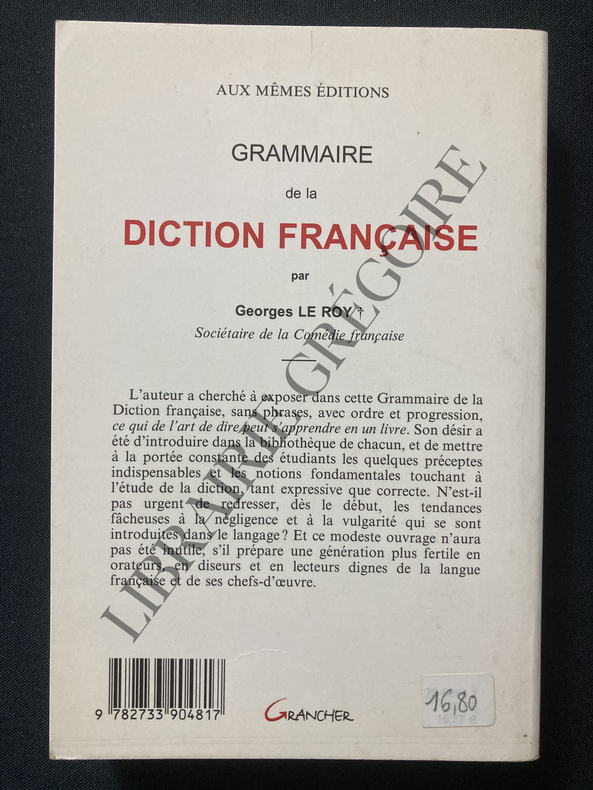 AUX MÊMES ÉDITIONS
GRAMMAIRE
de la
DICTION FRANÇAISE
par
Georges LE ROY †
Sociétaire de la Comédie française
L'auteur a cherché à exposer dans cette Grammaire de la
Diction française, sans phrases, avec ordre et progression,
ce qui de l'art de dire peut s'apprendre en un livre. Son désir a
été d'introduire dans la bibliothèque de chacun, et de mettre
à la portée constante des étudiants les quelques préceptes
indispensables et les notions fondamentales touchant à
l'étude de la diction, tant expressive que correcte. N'est-il
pas urgent de redresser, dès le début, les tendances
fâcheuses à la négligence et à la vulgarité qui se sont
introduites dans le langage ? Et ce modeste ouvrage n'aura
pas été inutile, s'il prépare une génération plus fertile en
orateurs, en diseurs et en lecteurs dignes de la langue
française et de ses chefs-d'œuvre.
LIBRAIRIE GRÉGOIRE
9 782733 904817
GRANCHER
16,80